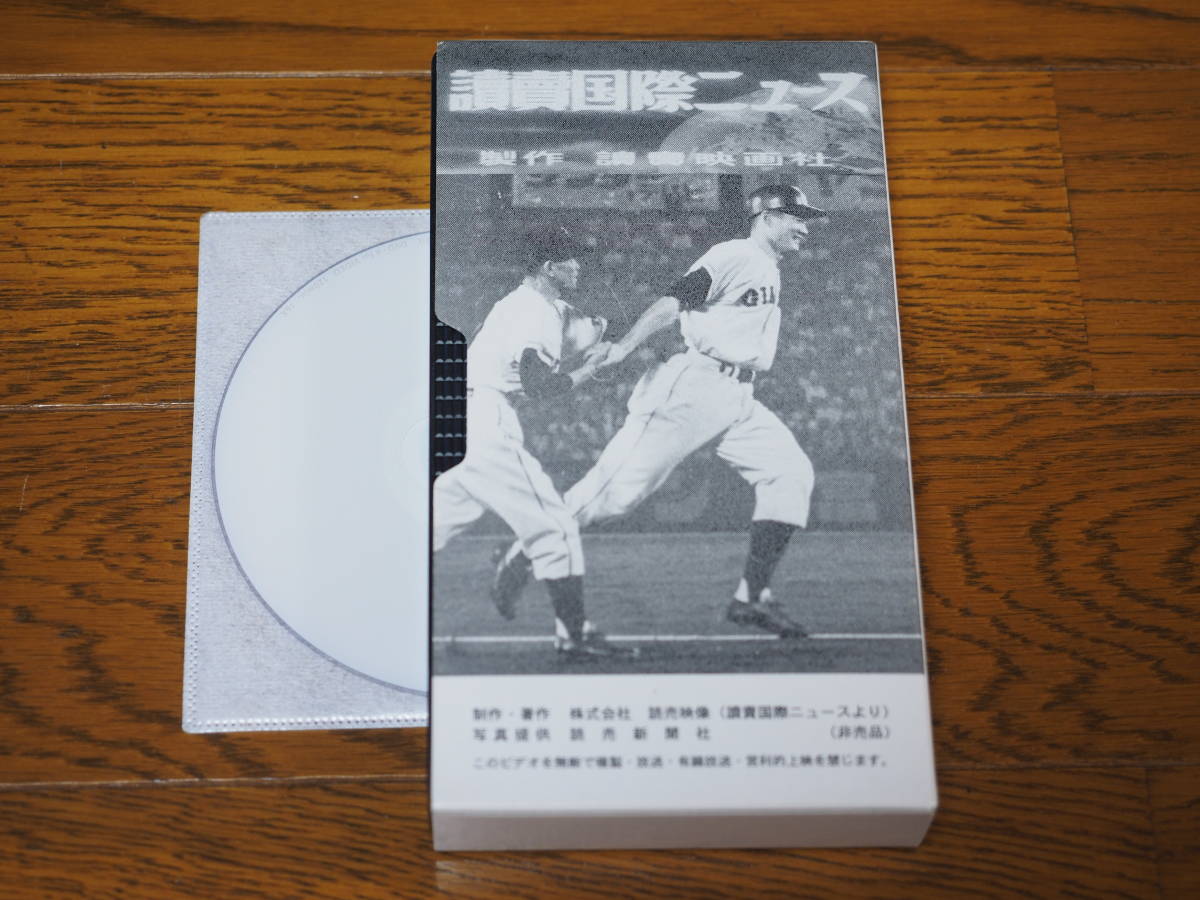 讀賣国際ニュース
製作 讀賣映画社
GIA
制作・著作 株式会社 読売映像（讀賣国際ニュースより）
写真提供 読売新聞社 （非売品）
このビデオを無断で複製・放送・有線放送・営利的上映を禁じます。